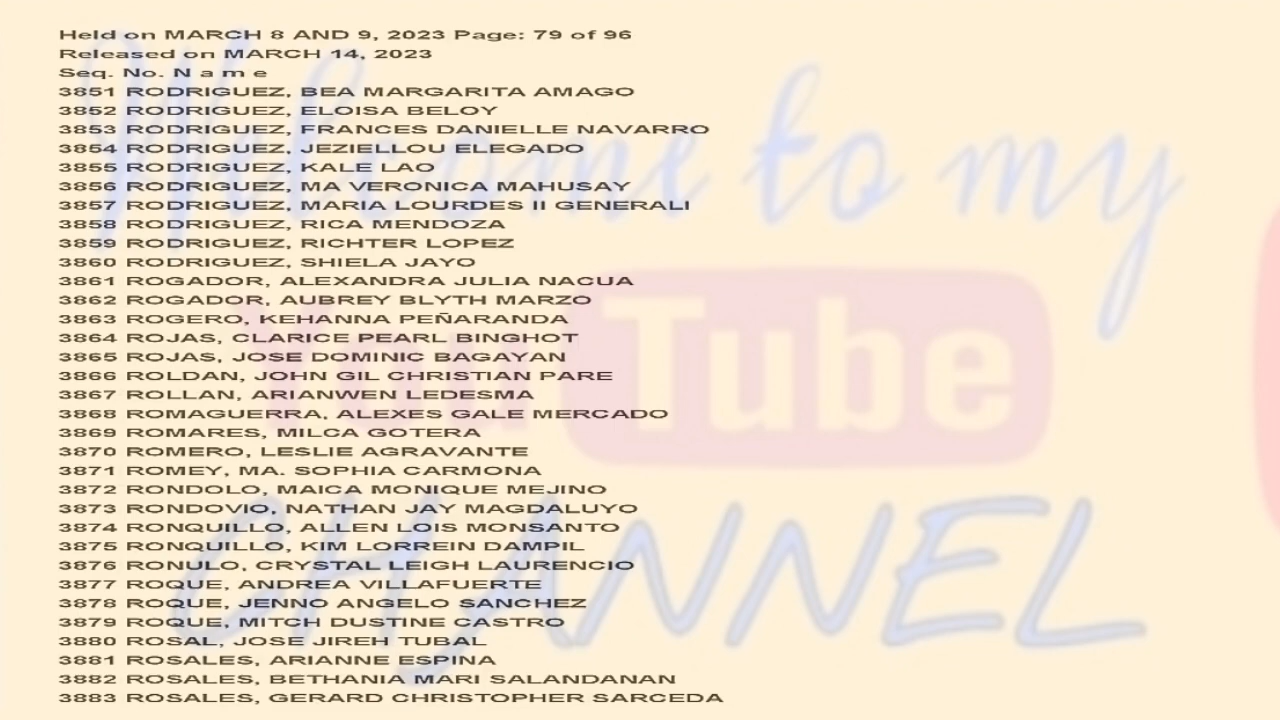 Held on MARCH 8 AND 9, 2023 Page: 79 of 96
Released on MARCH 14, 2023
Seq. No. N a m e
3851 RODRIGUEZ, BEA MARGARITA AMAGO
3852 RODRIGUEZ, ELOISA BELOY
3853 RODRIGUEZ, FRANCES DANIELLE NAVARRO
3854 RODRIGUEZ, JEZIELLOU ELEGADO
3855 RODRIGUEZ, KALE LAO
3856 RODRIGUEZ, MA VERONICA MAHUSAY
3857 RODRIGUEZ, MARIA LOURDES II GENERALI
3858 RODRIGUEZ, RICA MENDOZA
3859 RODRIGUEZ, RICHTER LOPEZ
3860 RODRIGUEZ, SHIELA JAYO
3861 ROGADOR, ALEXANDRA JULIA NACUA
3862 ROGADOR, AUBREY BLYTH MARZO
3863 ROGERO, KEHANNA PEÑARANDA
3864 ROJAS, CLARICE PEARL BINGHOT
3865 ROJAS, JOSE DOMINIC BAGAYAN
3866 ROLDAN, JOHN GIL CHRISTIAN PARE
3867 ROLLAN, ARIANWEN LEDESMA
3868 ROMAGUERRA, ALEXES GALE MERCADO
3869 ROMARES, MILCA GOTERA
3870 ROMERO, LESLIE AGRAVANTE
3871 ROMEY, MA. SOPHIA CARMONA
3872 RONDOLO, MAICA MONIQUE MEJINO
3873 RONDOVIO, NATHAN JAY MAGDALUYO
3874 RONQUILLO, ALLEN LOIS MONSANTO
3875 RONQUILLO, KIM LORREIN DAMPIL
3876 RONULO, CRYSTAL LEIGH LAURENCIO
3877 ROQUE, ANDREA VILLAFUERTE
3878 ROQUE, JENNO ANGELO SANCHEZ
3879 ROQUE, MITCH DUSTINE CASTRO
3880 ROSAL, JOSE JIREH TUBAL
3881 ROSALES, ARIANNE ESPINA
3882 ROSALES, BETHANIA MARI SALANDANAN
3883 ROSALES, GERARD CHRISTOPHER SARCEDA
Welcome to my
YouTube
CHANNEL